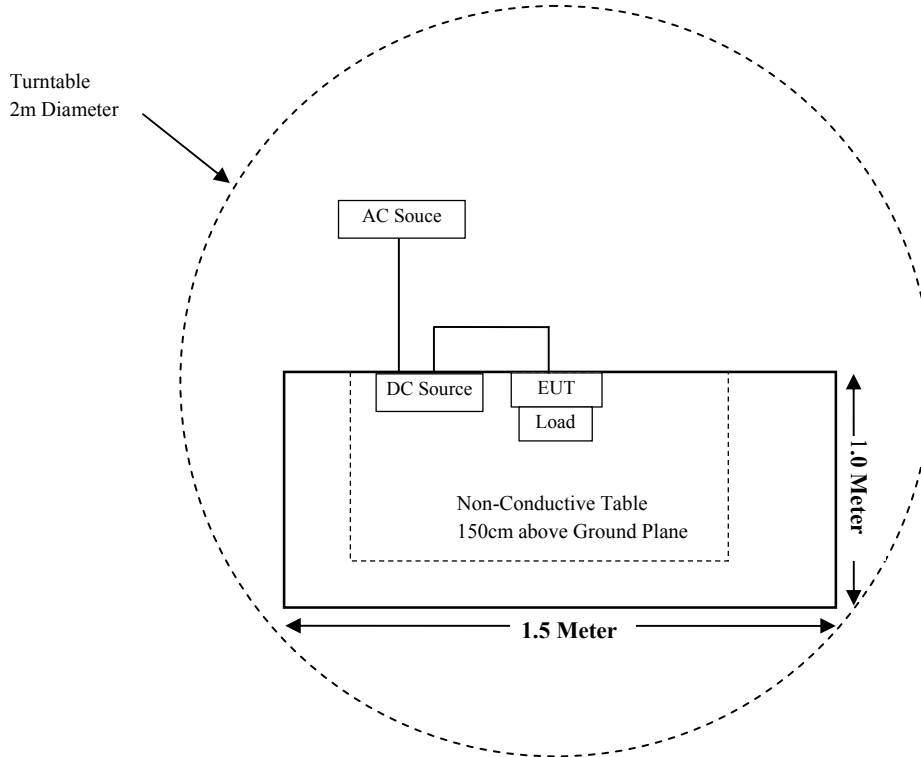 Turntable
2m Diameter
AC Souce
DC Source
EUT
Load
1.0 Meter
Non-Conductive Table
150cm above Ground Plane
1.5 Meter